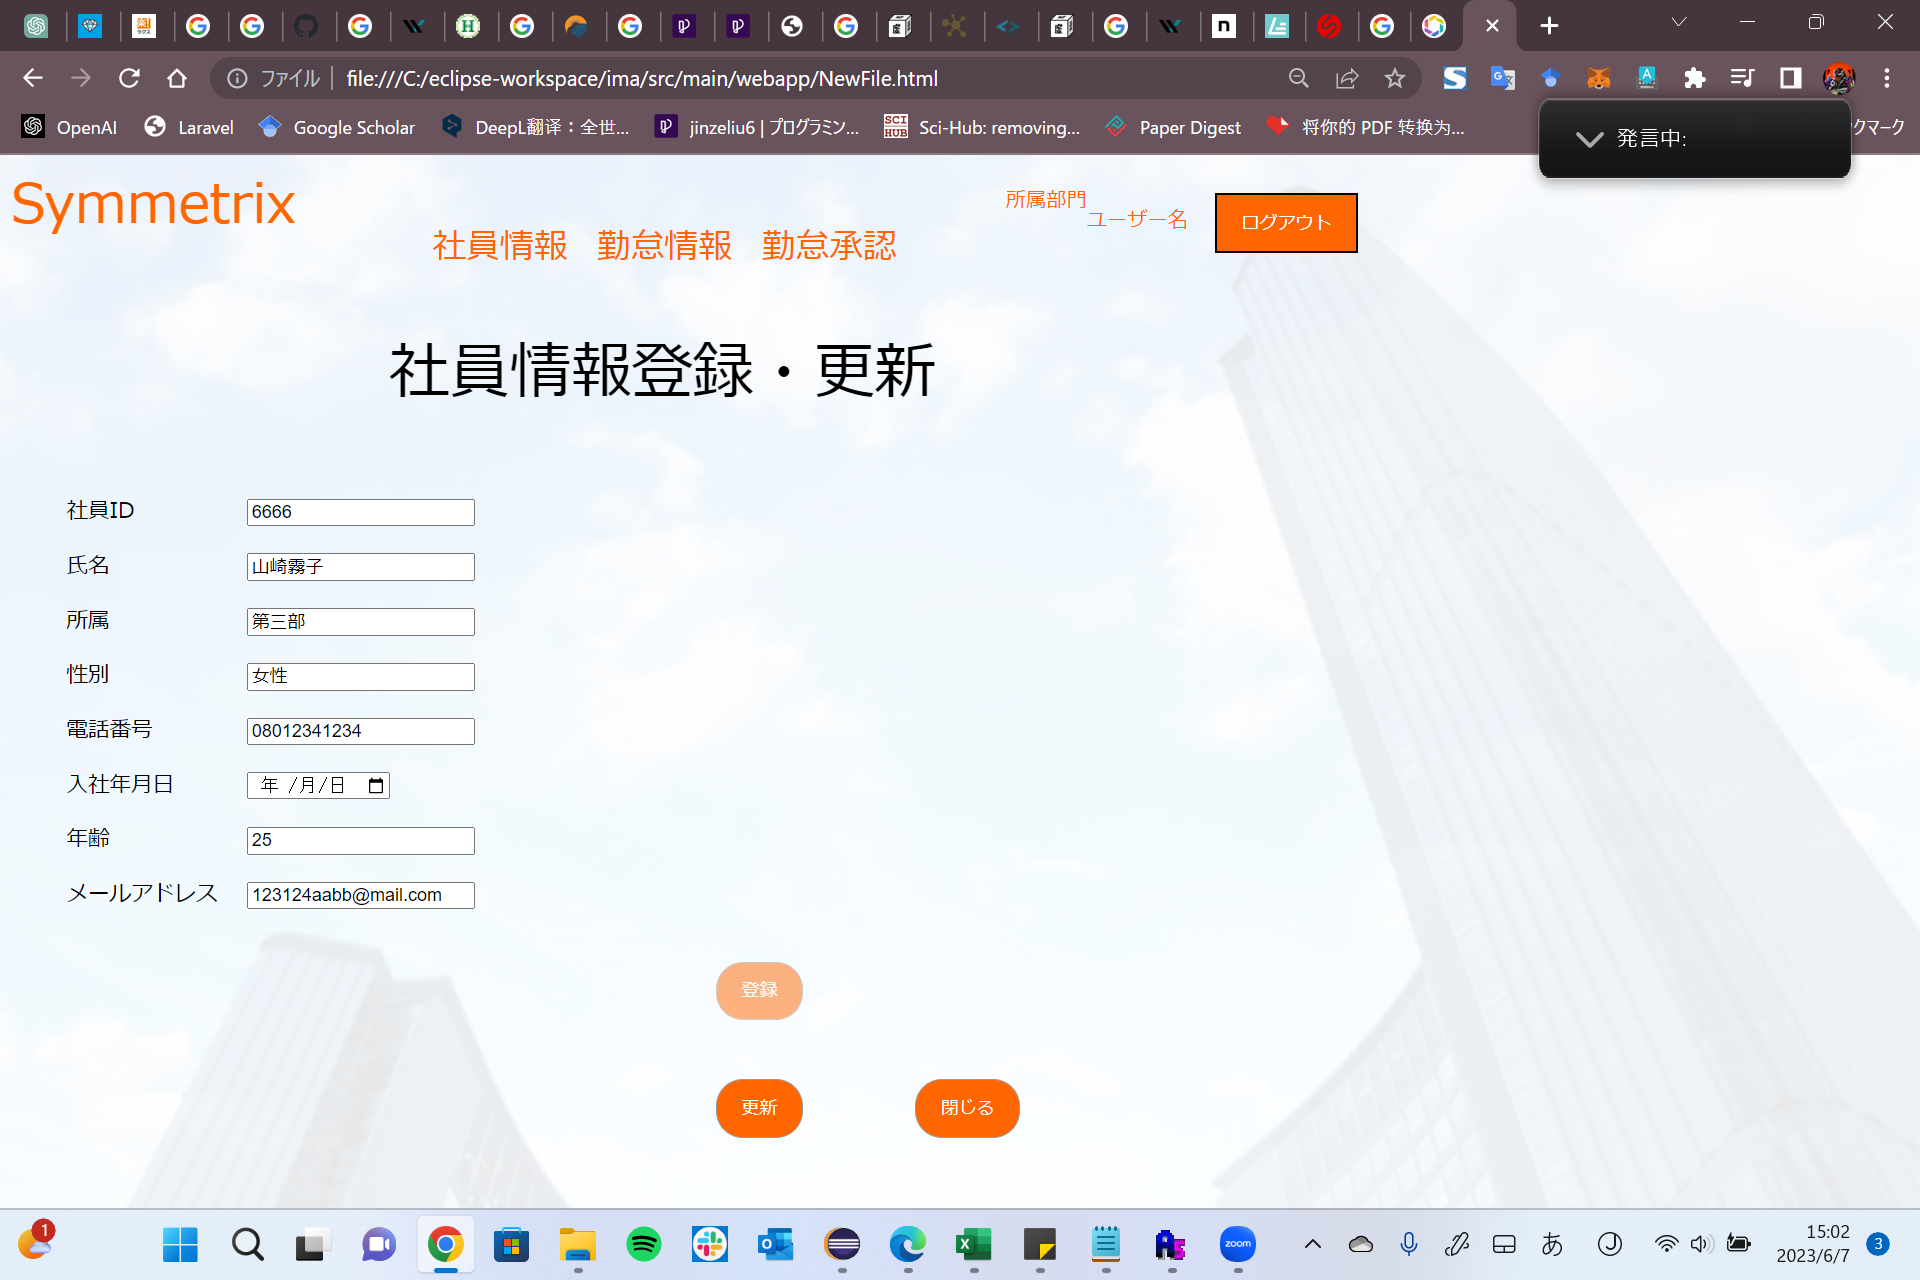 ファイル file:///C:/eclipse-workspace/ima/src/main/webapp/NewFile.html
OpenAI Laravel Google Scholar DeepL翻译：全世... jinzeliu6 | プログラミン... Sci-Hub: removing... Paper Digest 将你的 PDF 转换为... クマーク
発言中:
Symmetrix
社員情報 勤怠情報 勤怠承認
所属部門
ユーザー名
ログアウト
社員情報登録・更新
社員ID 6666
氏名 山崎霧子
所属 第三部
性別 女性
電話番号 08012341234
入社年月日 年 /月/日
年齢 25
メールアドレス 123124aabb@mail.com
登録
更新 閉じる
1
zoom
あ
15:02
2023/6/7
3